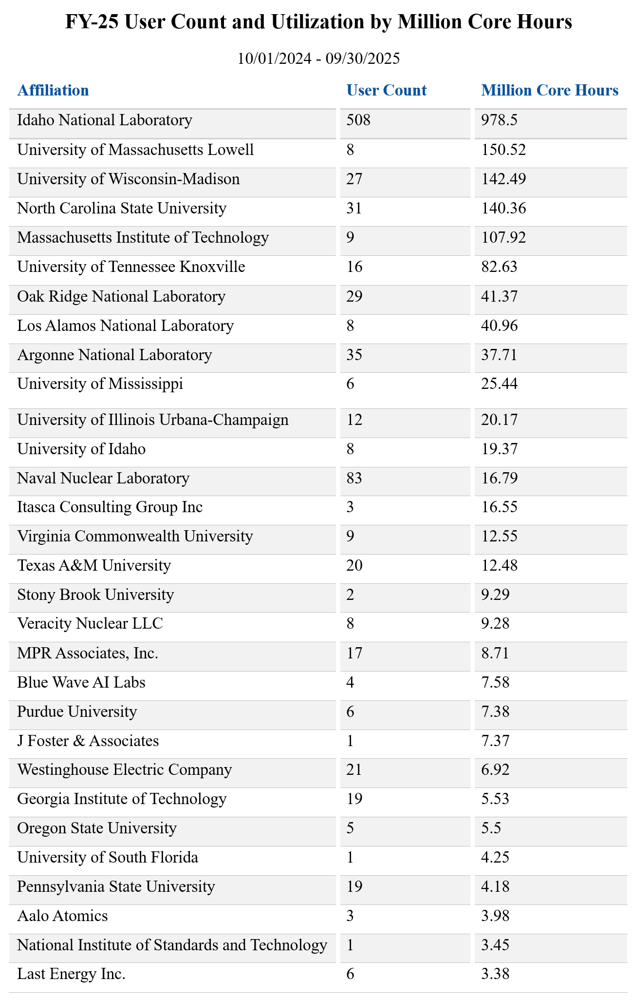 FY-25 User Count and Utilization by Million Core Hours
10/01/2024 - 09/30/2025
Affiliation User Count Million Core Hours
Idaho National Laboratory 508 978.5
University of Massachusetts Lowell 8 150.52
University of Wisconsin-Madison 27 142.49
North Carolina State University 31 140.36
Massachusetts Institute of Technology 9 107.92
University of Tennessee Knoxville 16 82.63
Oak Ridge National Laboratory 29 41.37
Los Alamos National Laboratory 8 40.96
Argonne National Laboratory 35 37.71
University of Mississippi 6 25.44
University of Illinois Urbana-Champaign 12 20.17
University of Idaho 8 19.37
Naval Nuclear Laboratory 83 16.79
Itasca Consulting Group Inc 3 16.55
Virginia Commonwealth University 9 12.55
Texas A&M University 20 12.48
Stony Brook University 2 9.29
Veracity Nuclear LLC 8 9.28
MPR Associates, Inc. 17 8.71
Blue Wave AI Labs 4 7.58
Purdue University 6 7.38
J Foster & Associates 1 7.37
Westinghouse Electric Company 21 6.92
Georgia Institute of Technology 19 5.53
Oregon State University 5 5.5
University of South Florida 1 4.25
Pennsylvania State University 19 4.18
Aalo Atomics 3 3.98
National Institute of Standards and Technology 1 3.45
Last Energy Inc. 6 3.38